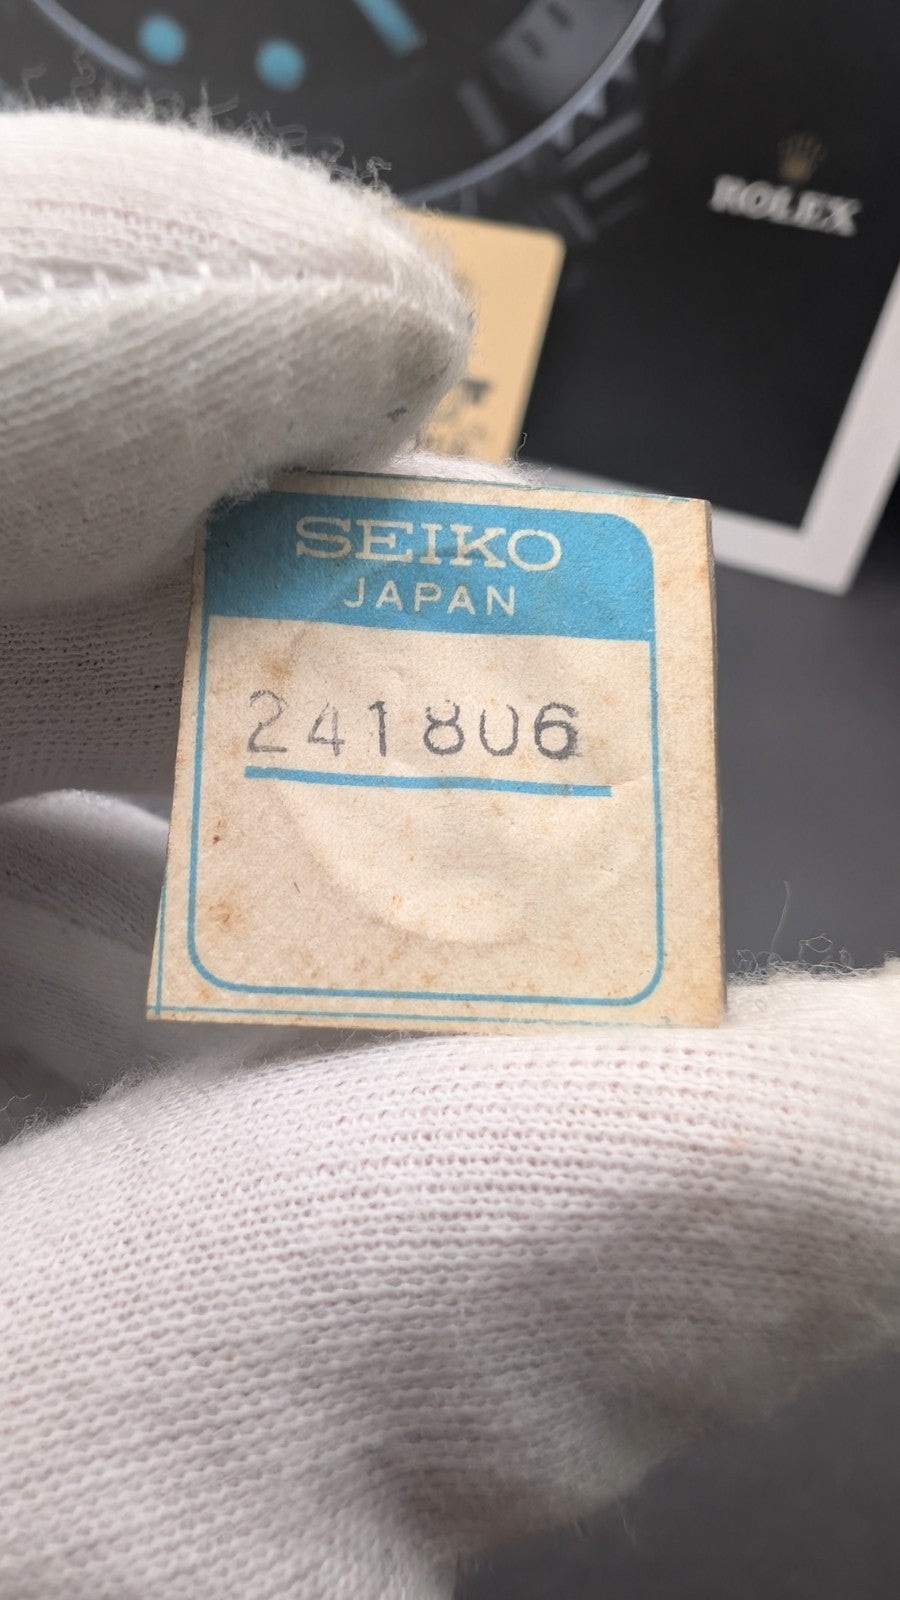 ROLEX
SEIKO
JAPAN
241806